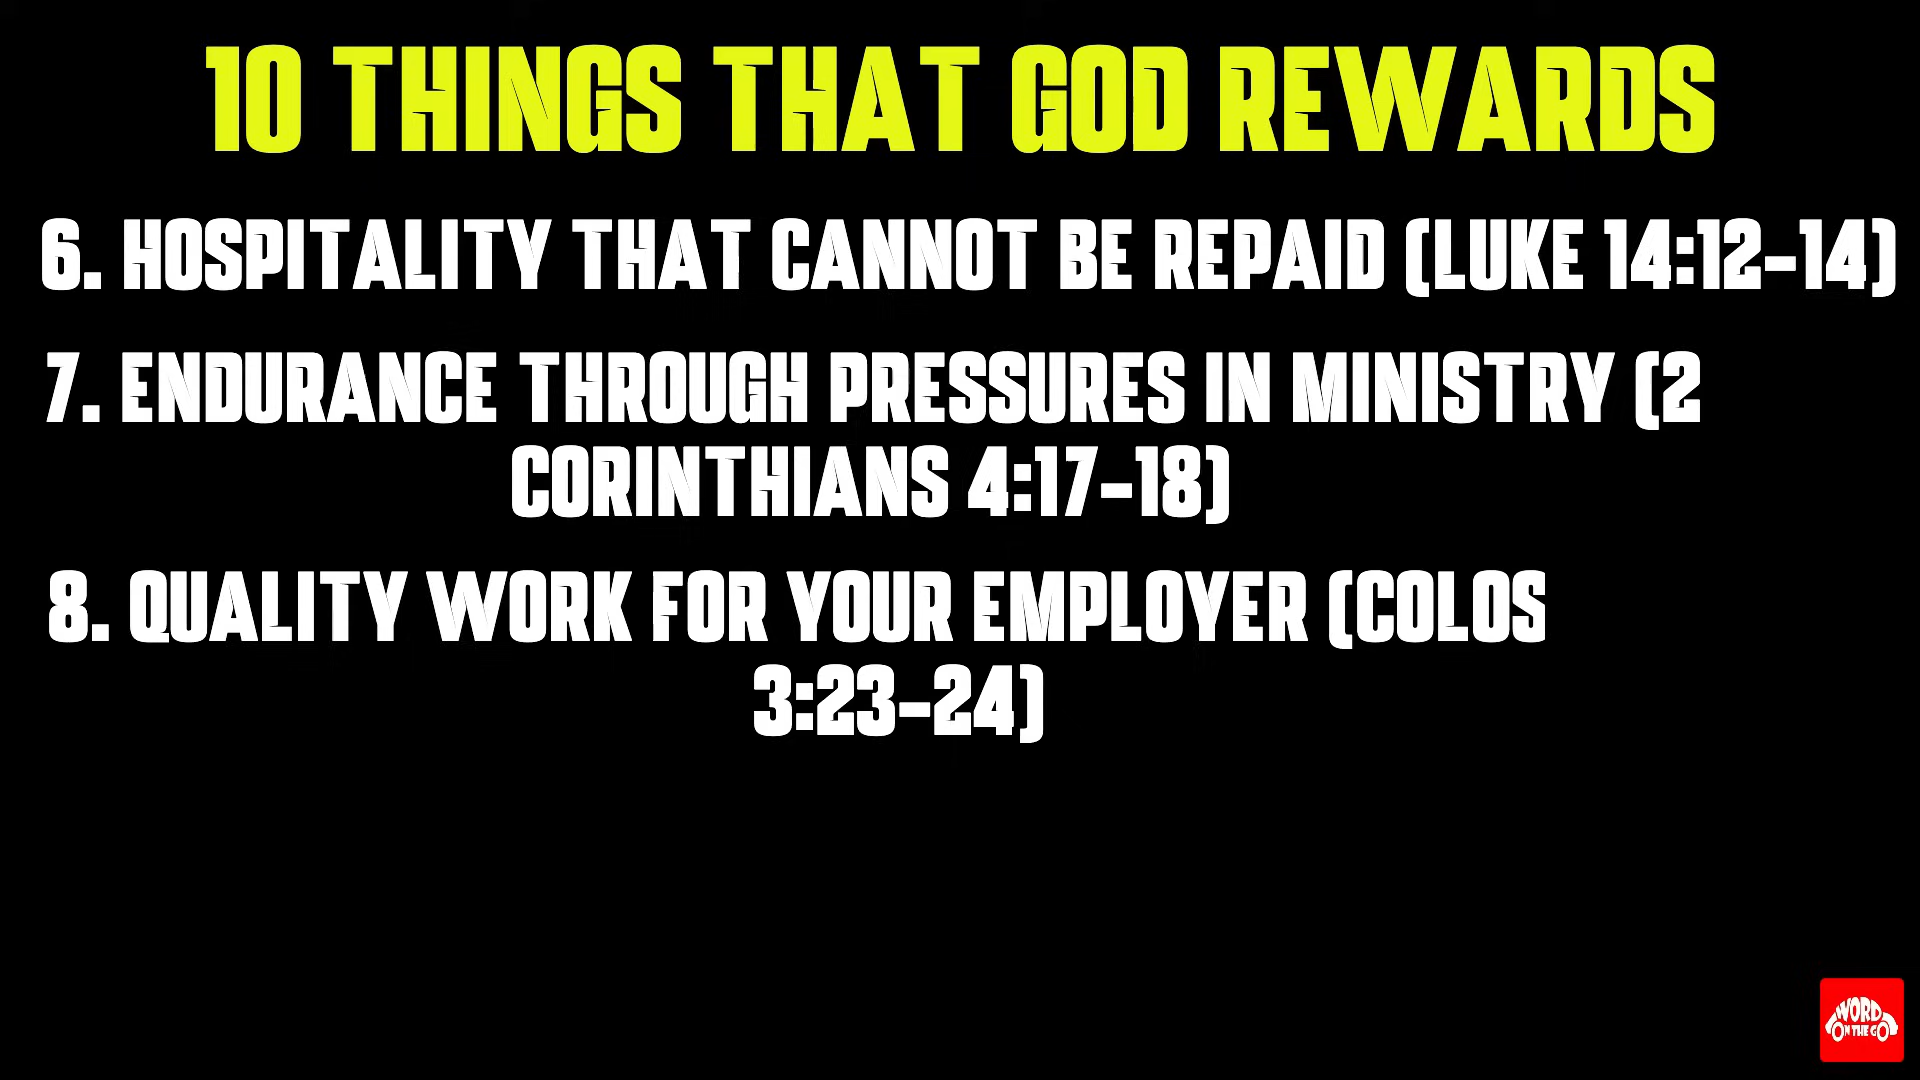 10 THINGS THAT GOD REWARDS
6. HOSPITALITY THAT CANNOT BE REPAID (LUKE 14:12-14)
7. ENDURANCE THROUGH PRESSURES IN MINISTRY (2
CORINTHIANS 4:17-18)
8. QUALITY WORK FOR YOUR EMPLOYER (COLOS
3:23-24)
WORD
ON THE GO